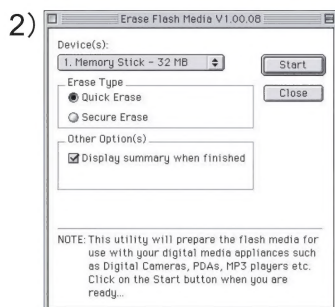 2)
Erase Flash Media V1.00.08
Device(s):
1. Memory Stick - 32 MB
Start
Erase Type
Quick Erase
Close
Secure Erase
Other Option(s)
Display summary when finished
NOTE: This utility will prepare the flash media for
use with your digital media appliances such
as Digital Cameras, PDAs, MP3 players etc.
Click on the Start button when you are
ready...